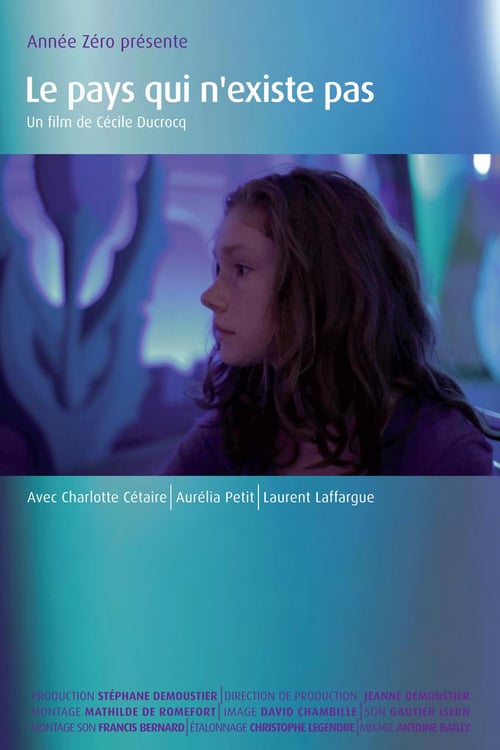 Année Zéro présente
Le pays qui n'existe pas
Un film de Cécile Ducrocq
Avec Charlotte Cétaire | Aurélia Petit | Laurent Laffargue
PRODUCTION STÉPHANE DEMOUSTIER | DIRECTION DE PRODUCTION JEANNE DEMOUSTIER
MONTAGE MATHILDE DE ROMEFORT | IMAGE DAVID CHAMBILLE | SON GAUTIER ISERN
MONTAGE SON FRANCIS BERNARD | ÉTALONNAGE CHRISTOPHE LEGENDRE | MIXAGE ANTOINE BAILLY